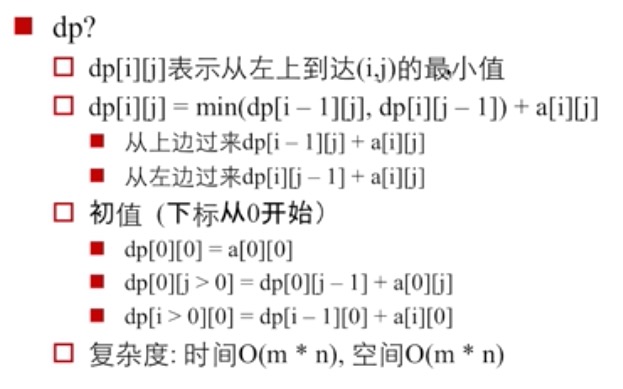 dp?
dp[i][j]表示从左上到达(i,j)的最小值
dp[i][j] = min(dp[i – 1][j], dp[i][j – 1]) + a[i][j]
从上边过来dp[i – 1][j] + a[i][j]
从左边过来dp[i][j – 1] + a[i][j]
初值 (下标从0开始)
dp[0][0] = a[0][0]
dp[0][j > 0] = dp[0][j – 1] + a[0][j]
dp[i > 0][0] = dp[i – 1][0] + a[i][0]
复杂度: 时间O(m * n), 空间O(m * n)